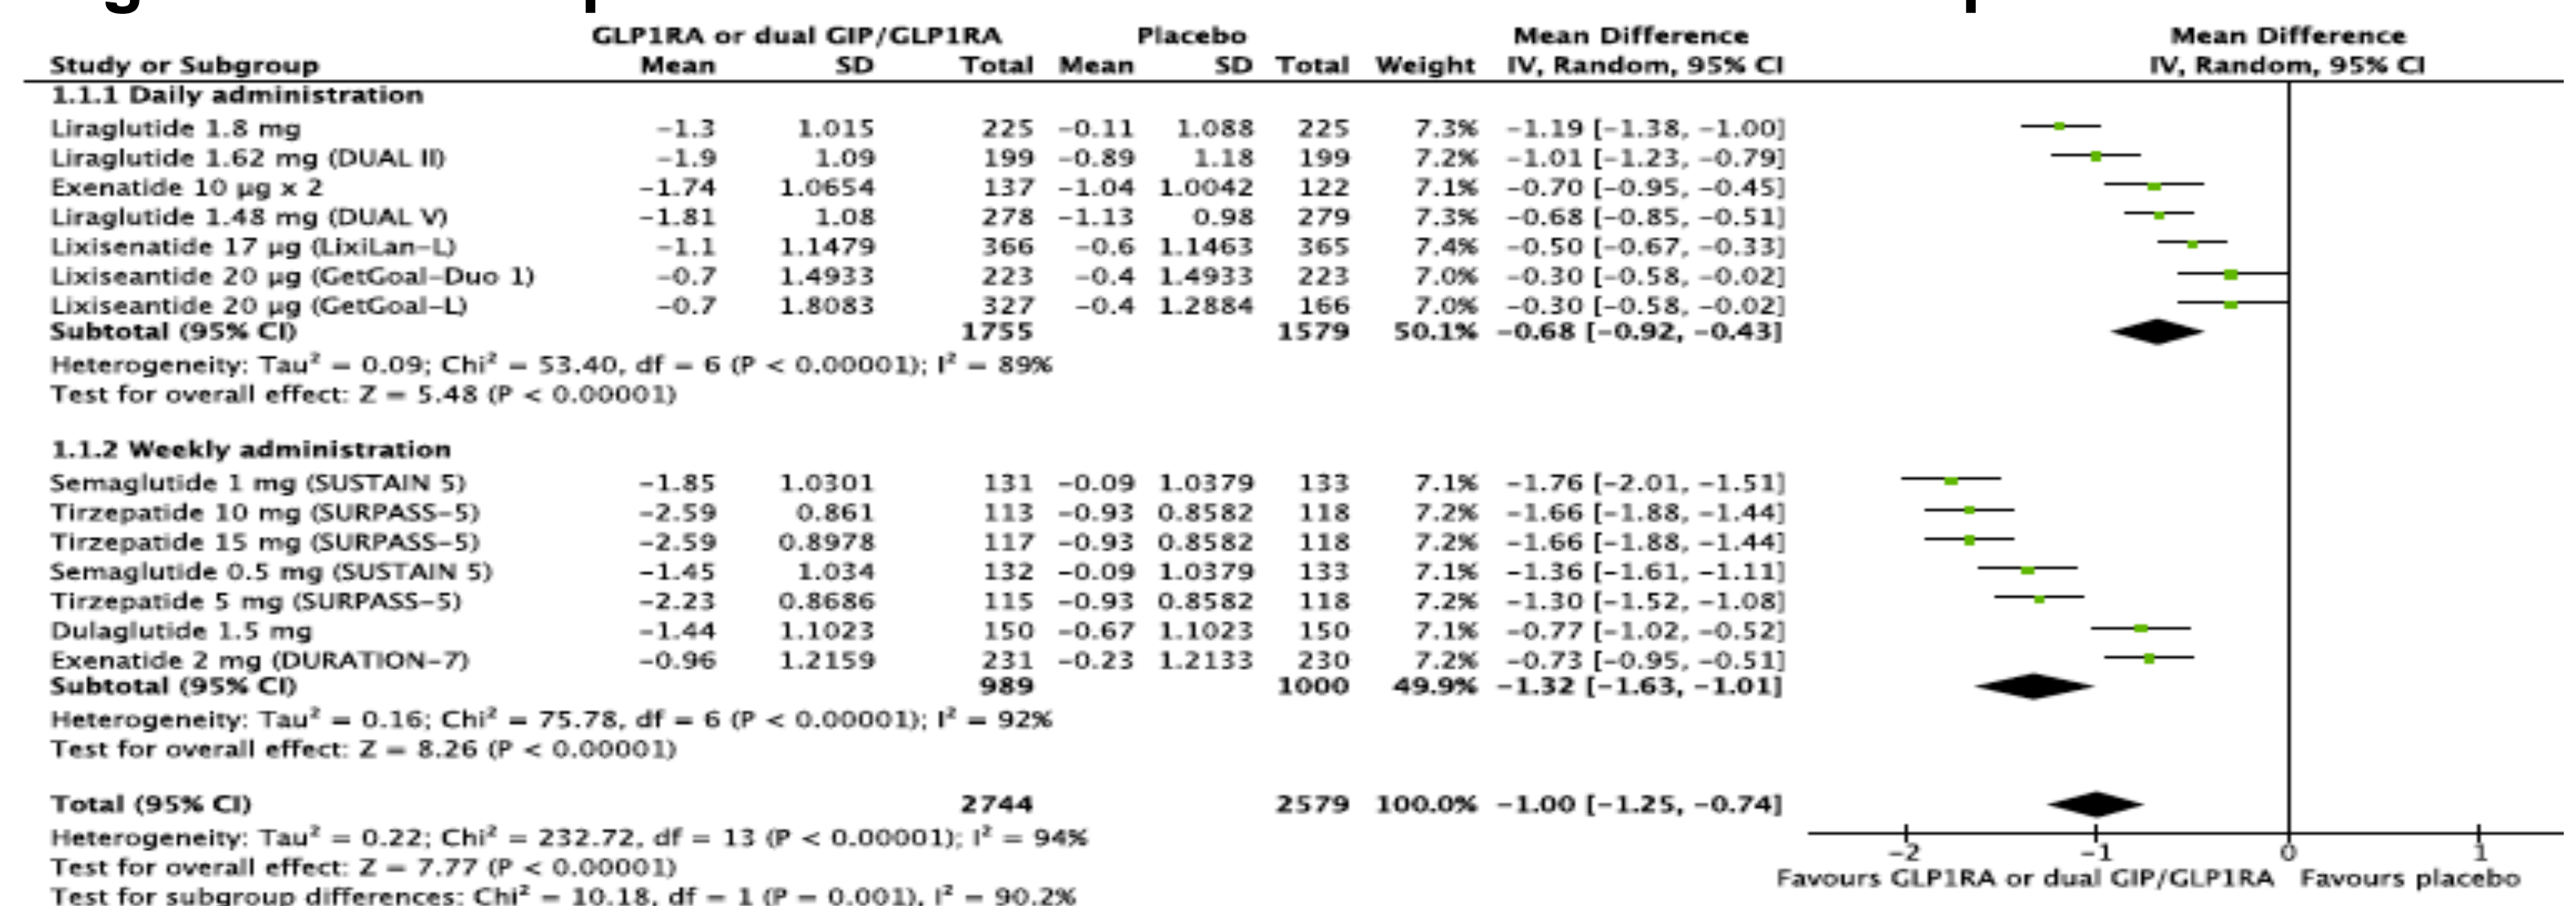 GLP1RA or dual GIP/GLP1RA Placebo Mean Difference Mean Difference
Study or Subgroup Mean SD Total Mean SD Total Weight IV, Random, 95% CI IV, Random, 95% CI
1.1.1 Daily administration
Liraglutide 1.8 mg −1.3 1.015 225 −0.11 1.088 225 7.3% −1.19 [−1.38, −1.00]
Liraglutide 1.62 mg (DUAL II) −1.9 1.09 199 −0.89 1.18 199 7.2% −1.01 [−1.23, −0.79]
Exenatide 10 µg x 2 −1.74 1.0654 137 −1.04 1.0042 122 7.1% −0.70 [−0.95, −0.45]
Liraglutide 1.48 mg (DUAL V) −1.81 1.08 278 −1.13 0.98 279 7.3% −0.68 [−0.85, −0.51]
Lixisenatide 17 µg (LixiLan−L) −1.1 1.1479 366 −0.6 1.1463 365 7.4% −0.50 [−0.67, −0.33]
Lixiseantide 20 µg (GetGoal−Duo 1) −0.7 1.4933 223 −0.4 1.4933 223 7.0% −0.30 [−0.58, −0.02]
Lixiseantide 20 µg (GetGoal−L) −0.7 1.8083 327 −0.4 1.2884 166 7.0% −0.30 [−0.58, −0.02]
Subtotal (95% CI) 1755 1579 50.1% −0.68 [−0.92, −0.43]
Heterogeneity: Tau² = 0.09; Chi² = 53.40, df = 6 (P < 0.00001); I² = 89%
Test for overall effect: Z = 5.48 (P < 0.00001)
1.1.2 Weekly administration
Semaglutide 1 mg (SUSTAIN 5) −1.85 1.0301 131 −0.09 1.0379 133 7.1% −1.76 [−2.01, −1.51]
Tirzepatide 10 mg (SURPASS−5) −2.59 0.861 113 −0.93 0.8582 118 7.2% −1.66 [−1.88, −1.44]
Tirzepatide 15 mg (SURPASS−5) −2.59 0.8978 117 −0.93 0.8582 118 7.2% −1.66 [−1.88, −1.44]
Semaglutide 0.5 mg (SUSTAIN 5) −1.45 1.034 132 −0.09 1.0379 133 7.1% −1.36 [−1.61, −1.11]
Tirzepatide 5 mg (SURPASS−5) −2.23 0.8686 115 −0.93 0.8582 118 7.2% −1.30 [−1.52, −1.08]
Dulaglutide 1.5 mg −1.44 1.1023 150 −0.67 1.1023 150 7.1% −0.77 [−1.02, −0.52]
Exenatide 2 mg (DURATION−7) −0.96 1.2159 231 −0.23 1.2133 230 7.2% −0.73 [−0.95, −0.51]
Subtotal (95% CI) 989 1000 49.9% −1.32 [−1.63, −1.01]
Heterogeneity: Tau² = 0.16; Chi² = 75.78, df = 6 (P < 0.00001); I² = 92%
Test for overall effect: Z = 8.26 (P < 0.00001)
Total (95% CI) 2744 2579 100.0% −1.00 [−1.25, −0.74]
Heterogeneity: Tau² = 0.22; Chi² = 232.72, df = 13 (P < 0.00001); I² = 94%
Test for overall effect: Z = 7.77 (P < 0.00001)
Test for subgroup differences: Chi² = 10.18, df = 1 (P = 0.001), I² = 90.2%
−2 −1 0 1
Favours GLP1RA or dual GIP/GLP1RA Favours placebo